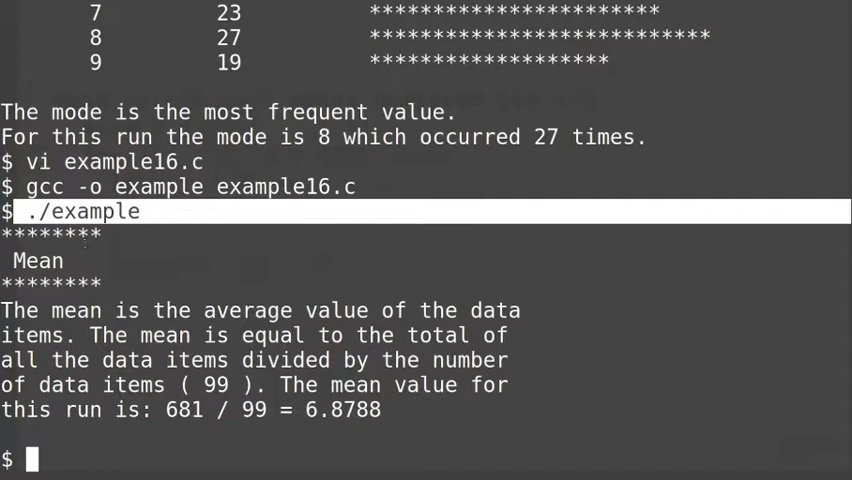 7 23 ***********************
8 27 ***************************
9 19 *******************
The mode is the most frequent value.
For this run the mode is 8 which occurred 27 times.
$ vi example16.c
$ gcc -o example example16.c
$ ./example
********
Mean
********
The mean is the average value of the data
items. The mean is equal to the total of
all the data items divided by the number
of data items ( 99 ). The mean value for
this run is: 681 / 99 = 6.8788
$